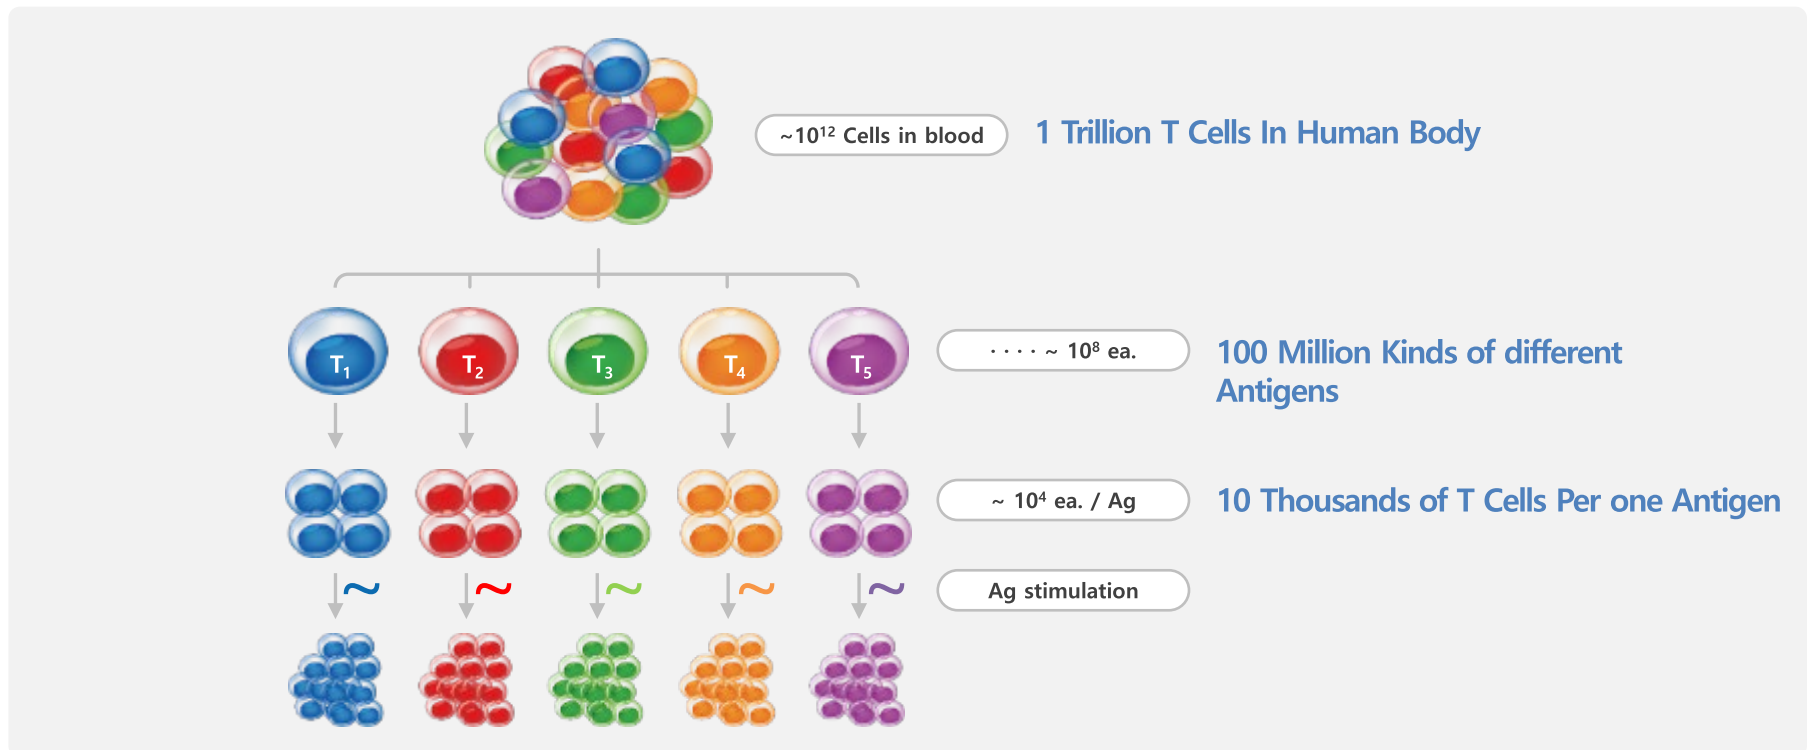 ~10¹² Cells in blood
1 Trillion T Cells In Human Body
T₁ T₂ T₃ T₄ T₅
· · · · ~ 10⁸ ea.
100 Million Kinds of different
Antigens
~ 10⁴ ea. / Ag
10 Thousands of T Cells Per one Antigen
~ ~ ~ ~ ~
Ag stimulation